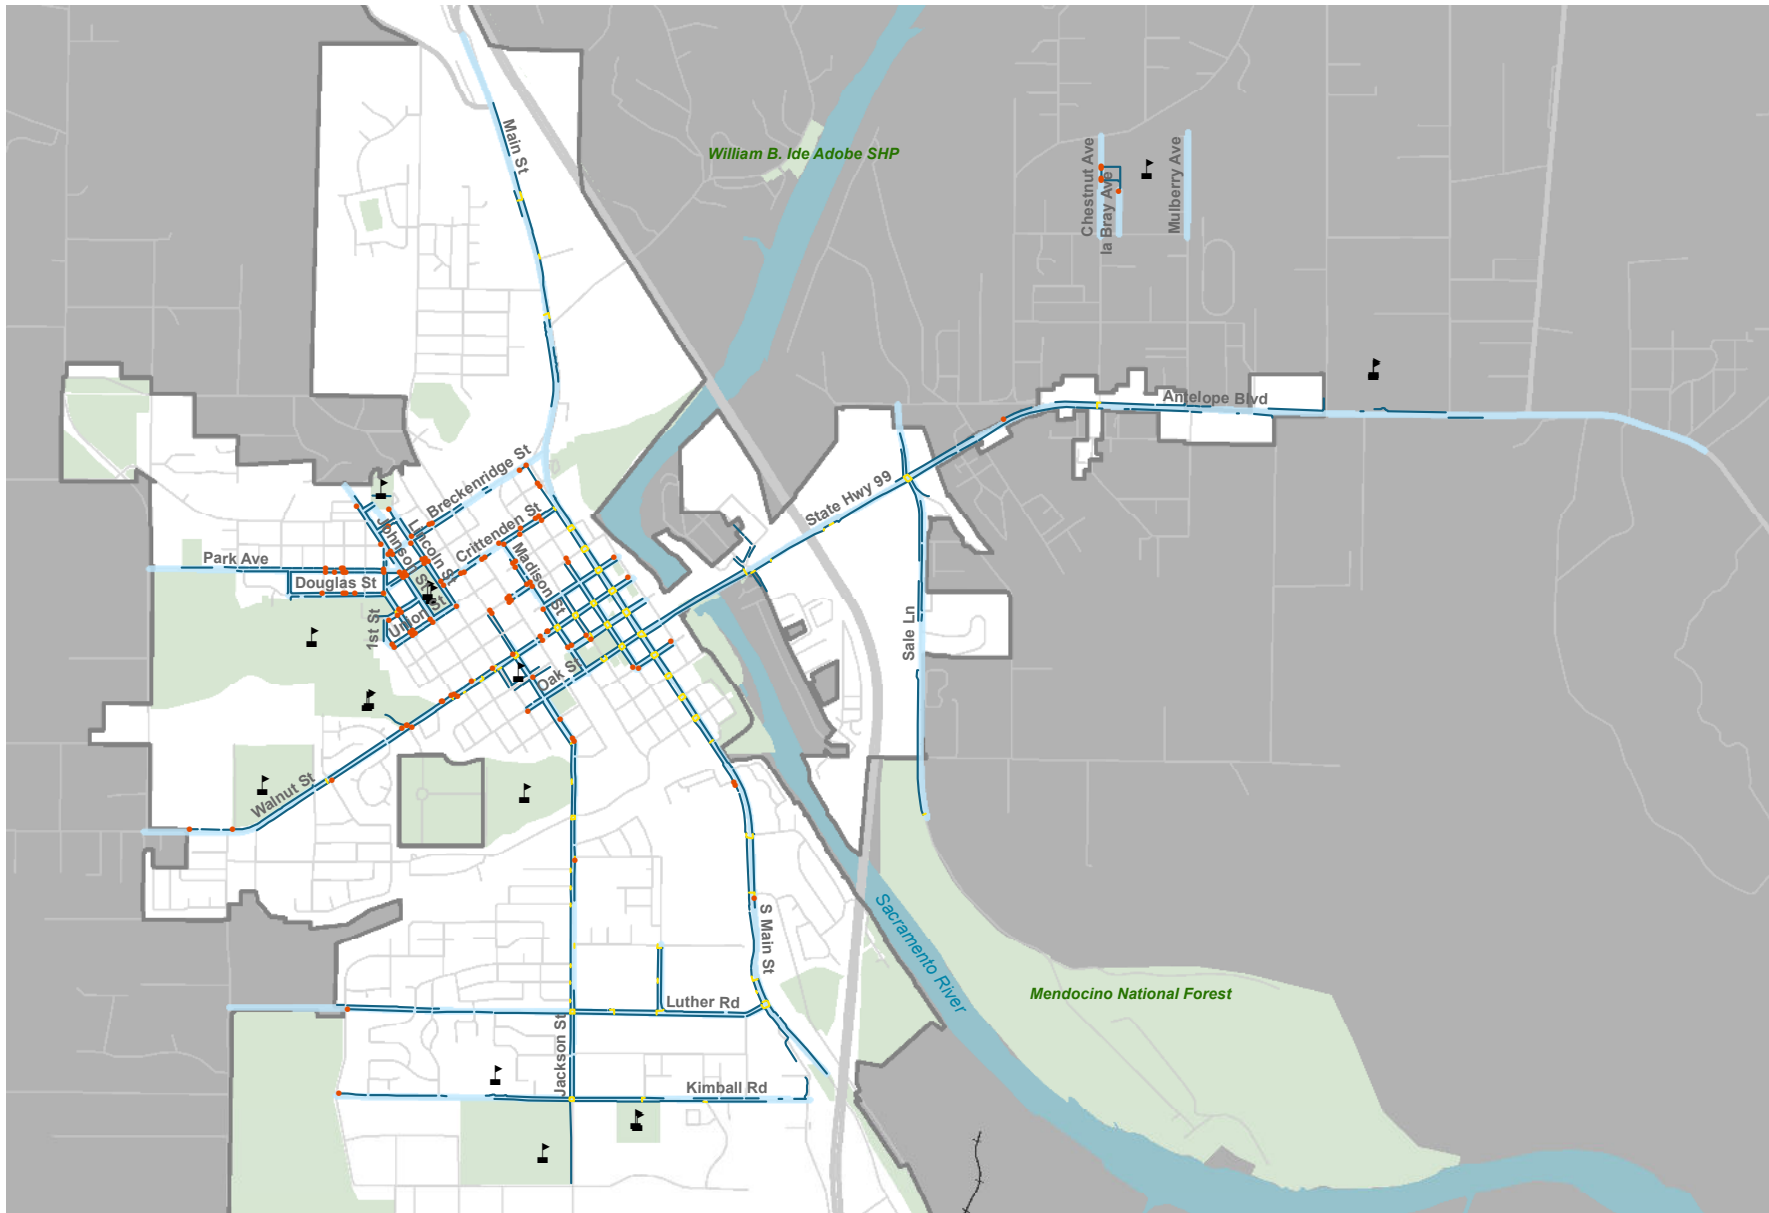 Main St
William B. Ide Adobe SHP
Chestnut Ave
la Bray Ave
Mulberry Ave
Antelope Blvd
Breckenridge St
State Hwy 99
Crittenden St
Lincoln St
Johnson St
Park Ave
Madison St
Douglas St
Union St
1st St
Sale Ln
Oak St
Walnut St
S Main St
Sacramento River
Mendocino National Forest
Luther Rd
Jackson St
Kimball Rd